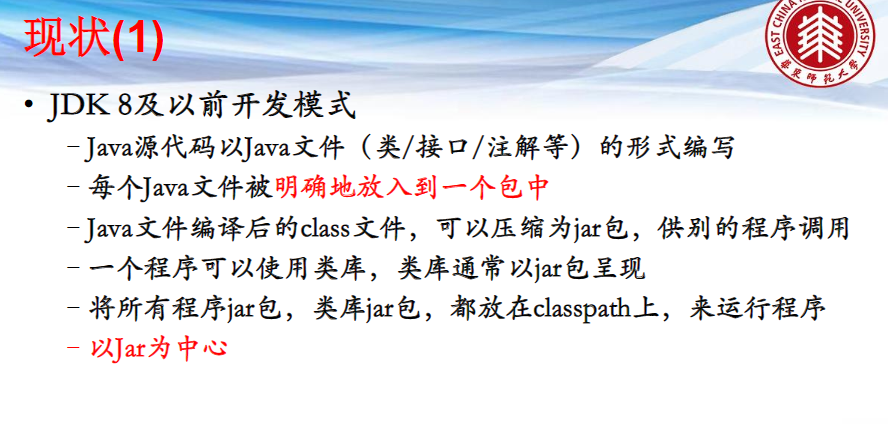 现状(1)
EAST CHINA NORMAL UNIVERSITY
华东师范大学
• JDK 8及以前开发模式
–Java源代码以Java文件（类/接口/注解等）的形式编写
–每个Java文件被明确地放入到一个包中
–Java文件编译后的class文件，可以压缩为jar包，供别的程序调用
–一个程序可以使用类库，类库通常以jar包呈现
–将所有程序jar包，类库jar包，都放在classpath上，来运行程序
–以Jar为中心